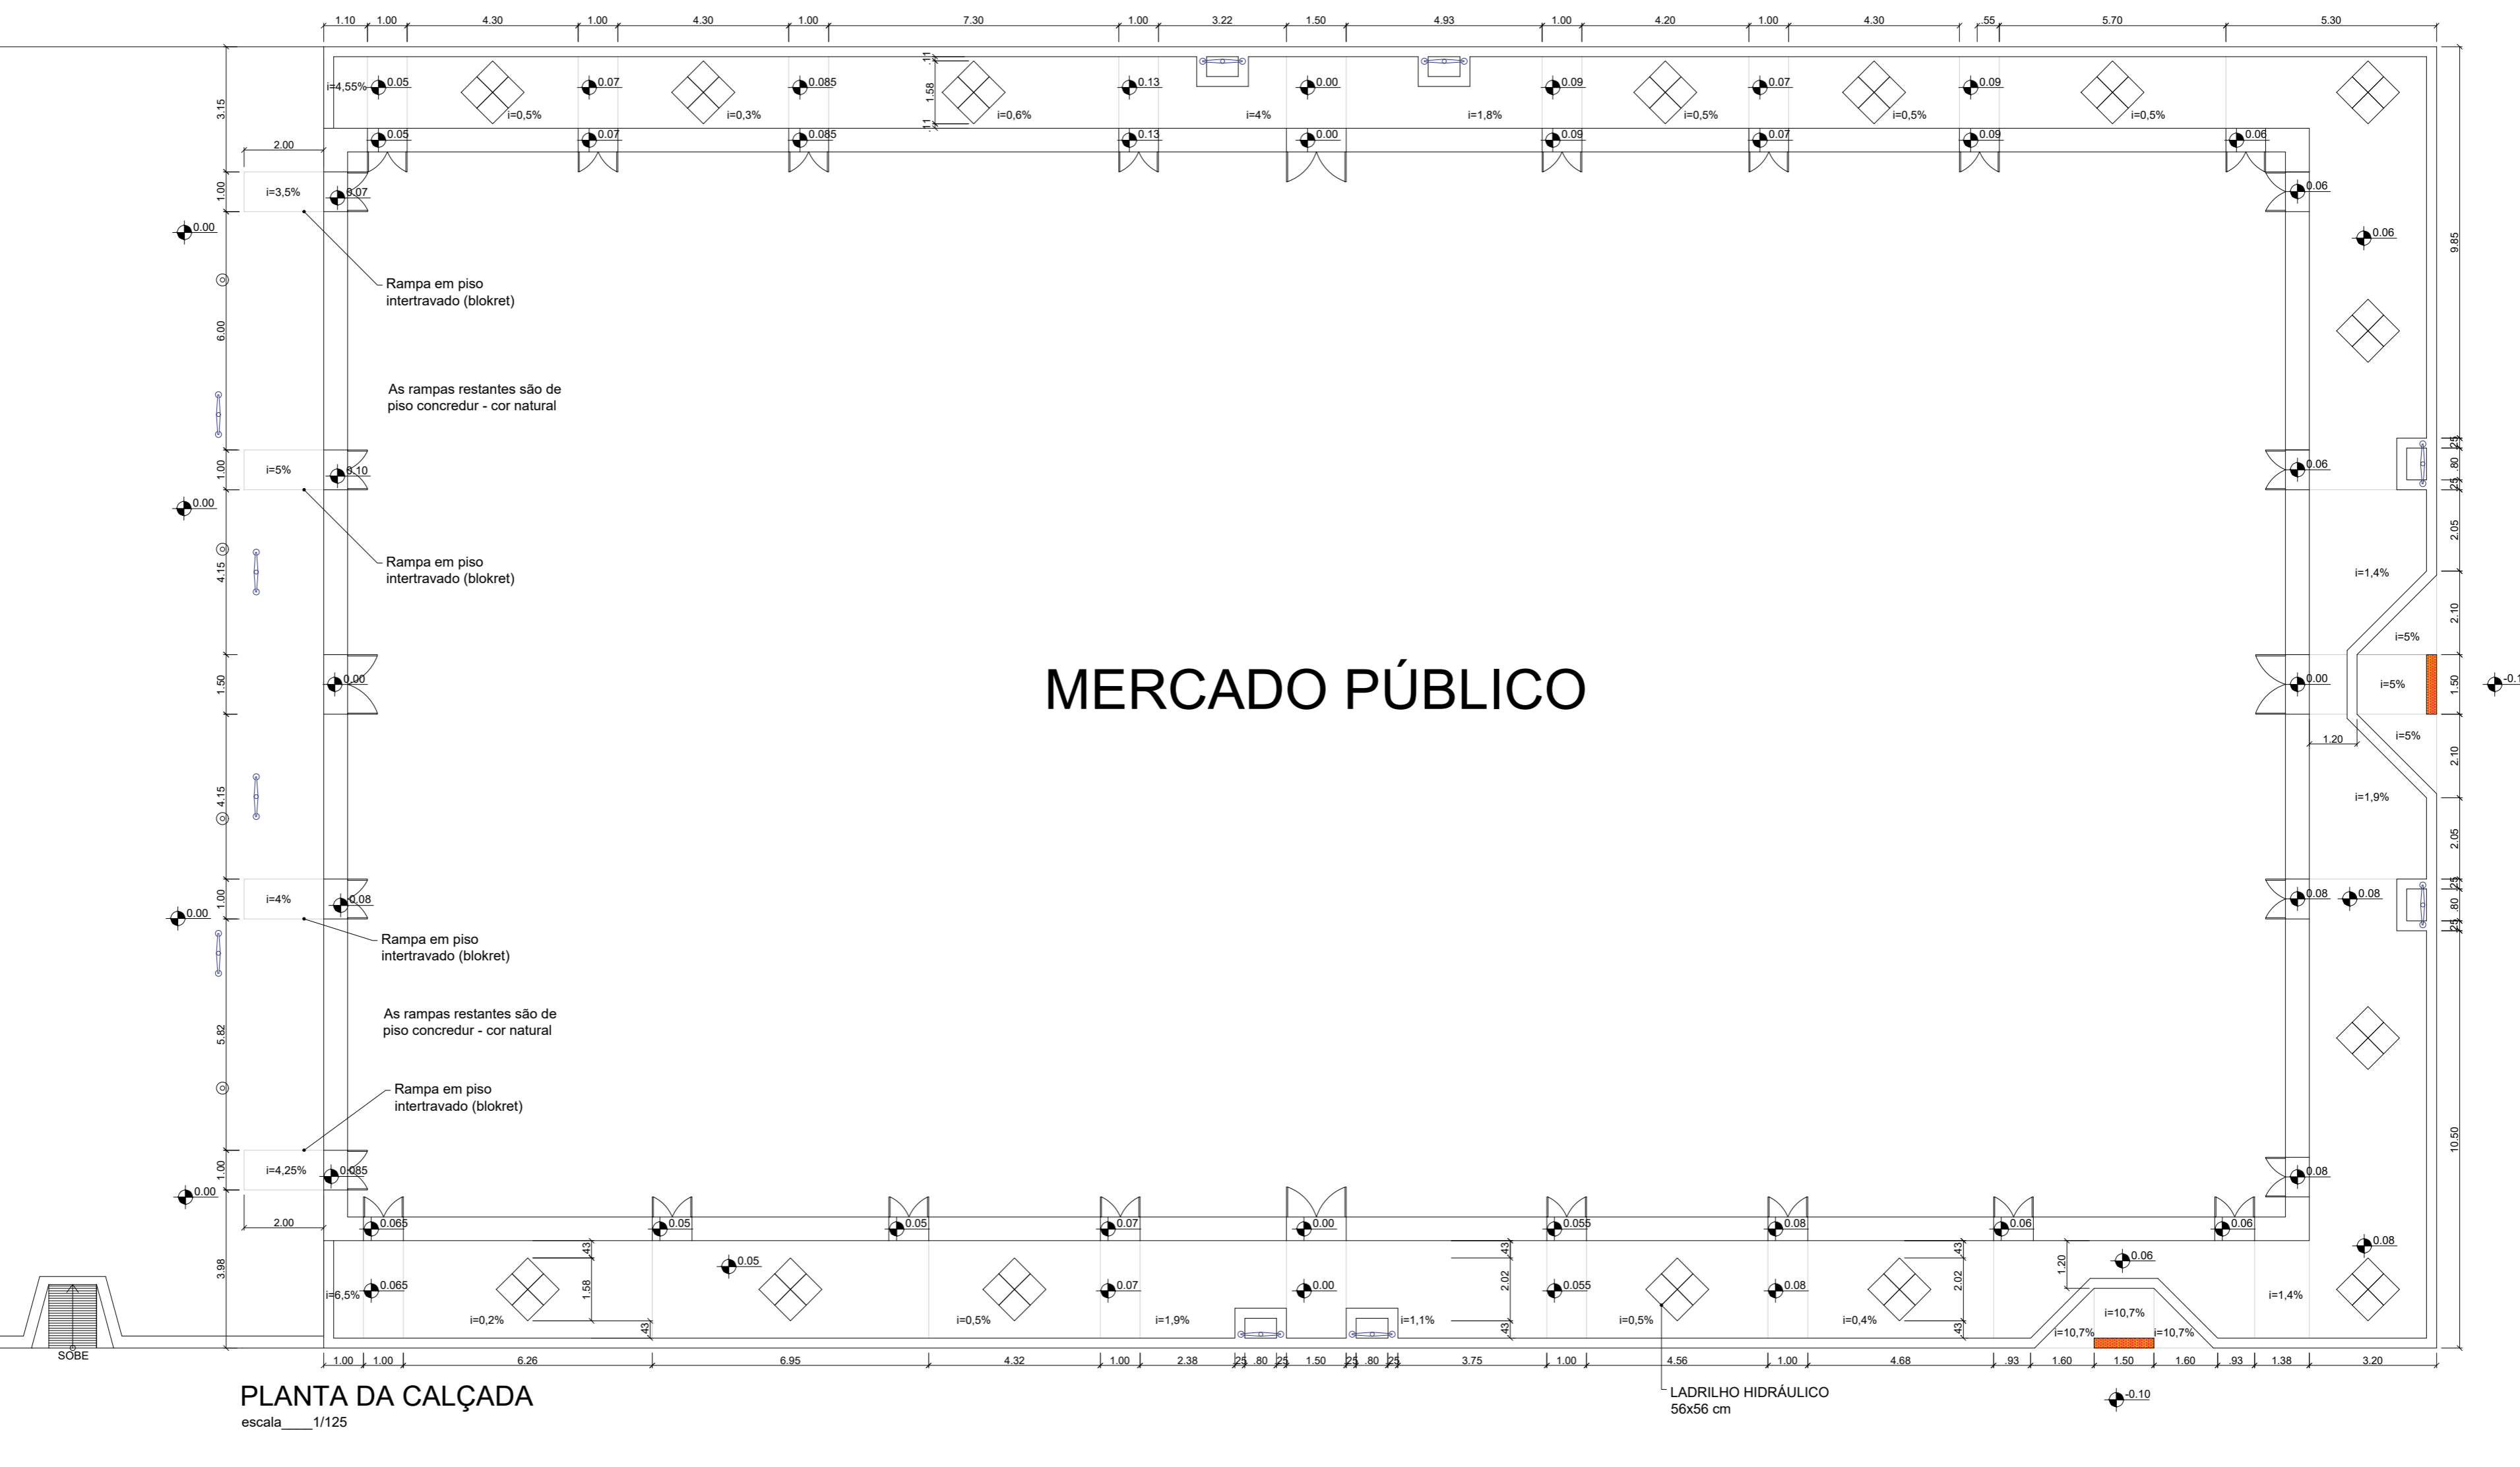 1.10 1.00 4.30 1.00 4.30 1.00 7.30 1.00 3.22 1.50 4.93 1.00 4.20 1.00 4.30 .55 5.70 5.30
i=4,55% 0.05 0.07 0.085 0.13 0.00 0.09 0.07 0.09
.11
1.58
.11
i=0,5% i=0,3% i=0,6% i=4% i=1,8% i=0,5% i=0,5% i=0,5%
0.05 0.07 0.085 0.13 0.00 0.09 0.07 0.09 0.06
3.15
2.00
1.00
i=3,5%
0.07
0.06
0.00
0.06
9.85
Rampa em piso
intertravado (blokret)
6.00
As rampas restantes são de
piso concredur - cor natural
1.00
i=5%
0.10
0.06
.25
.80
.25
0.00
2.05
Rampa em piso
intertravado (blokret)
4.15
i=1,4%
2.10
i=5%
1.50
0.00
MERCADO PÚBLICO
0.00
i=5%
1.50
1.20
i=5%
2.10
4.15
i=1,9%
2.05
1.00
i=4%
0.08
0.08
0.08
.25
.80
.25
0.00
Rampa em piso
intertravado (blokret)
5.82
As rampas restantes são de
piso concredur - cor natural
Rampa em piso
intertravado (blokret)
10.50
1.00
i=4,25%
0.085
0.08
0.00
2.00
0.065 0.05 0.05 0.07 0.00 0.055 0.08 0.06 0.06
3.98
.43
1.58
.43
0.05
.43
2.02
.43
.43
2.02
.43
1.20
0.06
0.08
i=6,5%
0.065
0.07 0.00 0.055 0.08
i=0,2% i=0,5% i=1,9% i=1,1% i=0,5% i=0,4%
i=10,7%
i=10,7%
i=10,7%
i=1,4%
SOBE
1.00 1.00 6.26 6.95 4.32 1.00 2.38 .25 .80 .25 1.50 .25 .80 .25 3.75 1.00 4.56 1.00 4.68 .93 1.60 1.50 1.60 .93 1.38 3.20
-0.10
LADRILHO HIDRÁULICO
56x56 cm
PLANTA DA CALÇADA
escala____1/125